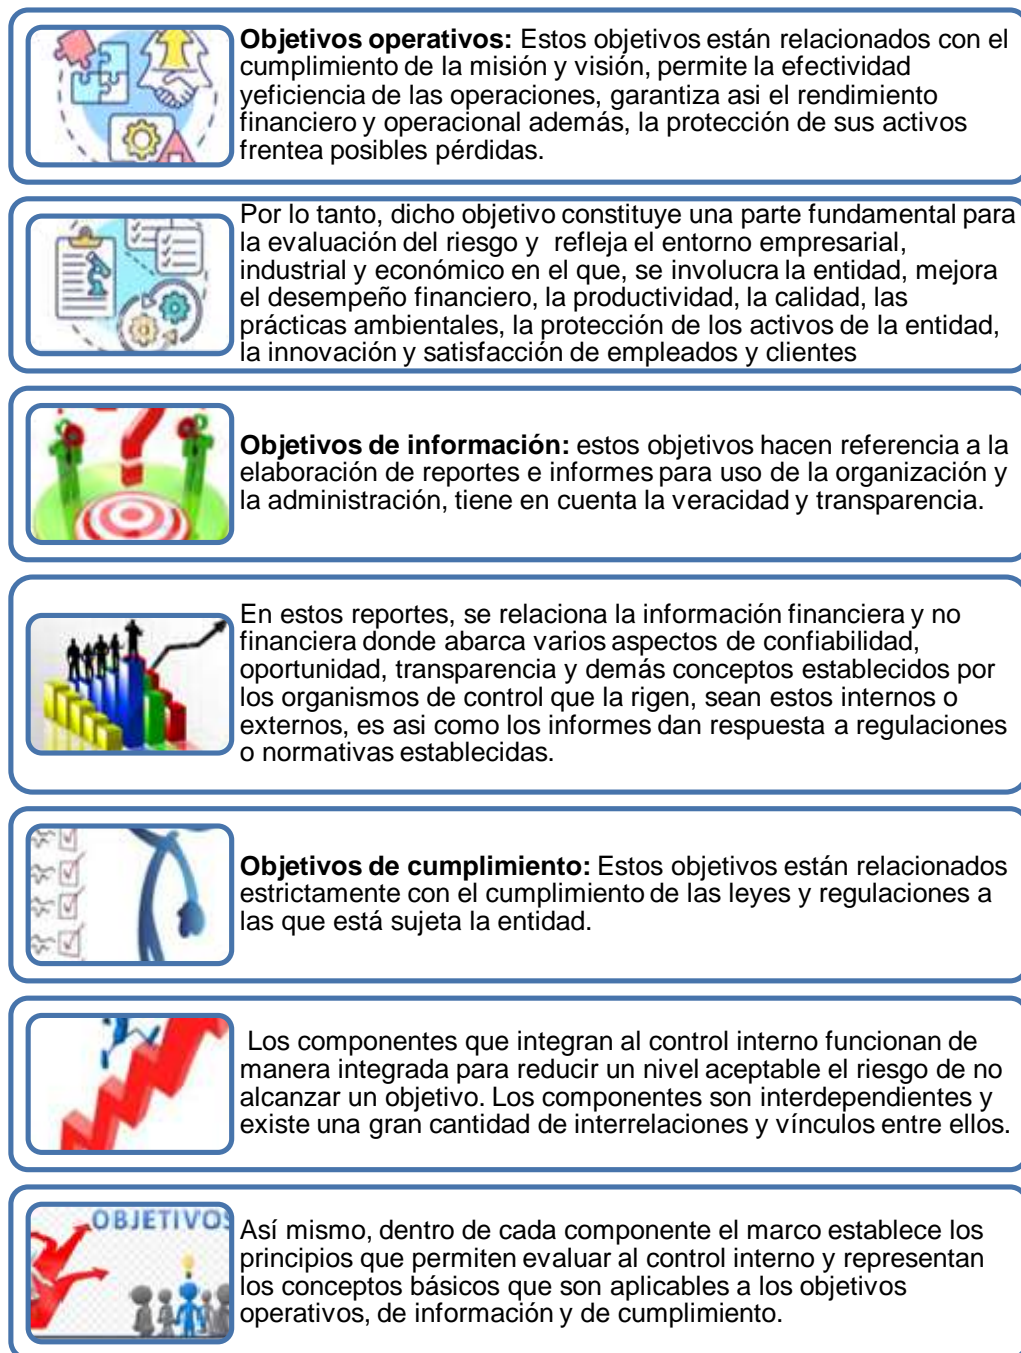 Objetivos operativos: Estos objetivos están relacionados con el
cumplimiento de la misión y visión, permite la efectividad
yeficiencia de las operaciones, garantiza asi el rendimiento
financiero y operacional además, la protección de sus activos
frentea posibles pérdidas.
Por lo tanto, dicho objetivo constituye una parte fundamental para
la evaluación del riesgo y refleja el entorno empresarial,
industrial y económico en el que, se involucra la entidad, mejora
el desempeño financiero, la productividad, la calidad, las
prácticas ambientales, la protección de los activos de la entidad,
la innovación y satisfacción de empleados y clientes
Objetivos de información: estos objetivos hacen referencia a la
elaboración de reportes e informes para uso de la organización y
la administración, tiene en cuenta la veracidad y transparencia.
En estos reportes, se relaciona la información financiera y no
financiera donde abarca varios aspectos de confiabilidad,
oportunidad, transparencia y demás conceptos establecidos por
los organismos de control que la rigen, sean estos internos o
externos, es asi como los informes dan respuesta a regulaciones
o normativas establecidas.
Objetivos de cumplimiento: Estos objetivos están relacionados
estrictamente con el cumplimiento de las leyes y regulaciones a
las que está sujeta la entidad.
Los componentes que integran al control interno funcionan de
manera integrada para reducir un nivel aceptable el riesgo de no
alcanzar un objetivo. Los componentes son interdependientes y
existe una gran cantidad de interrelaciones y vínculos entre ellos.
OBJETIVOS
Así mismo, dentro de cada componente el marco establece los
principios que permiten evaluar al control interno y representan
los conceptos básicos que son aplicables a los objetivos
operativos, de información y de cumplimiento.